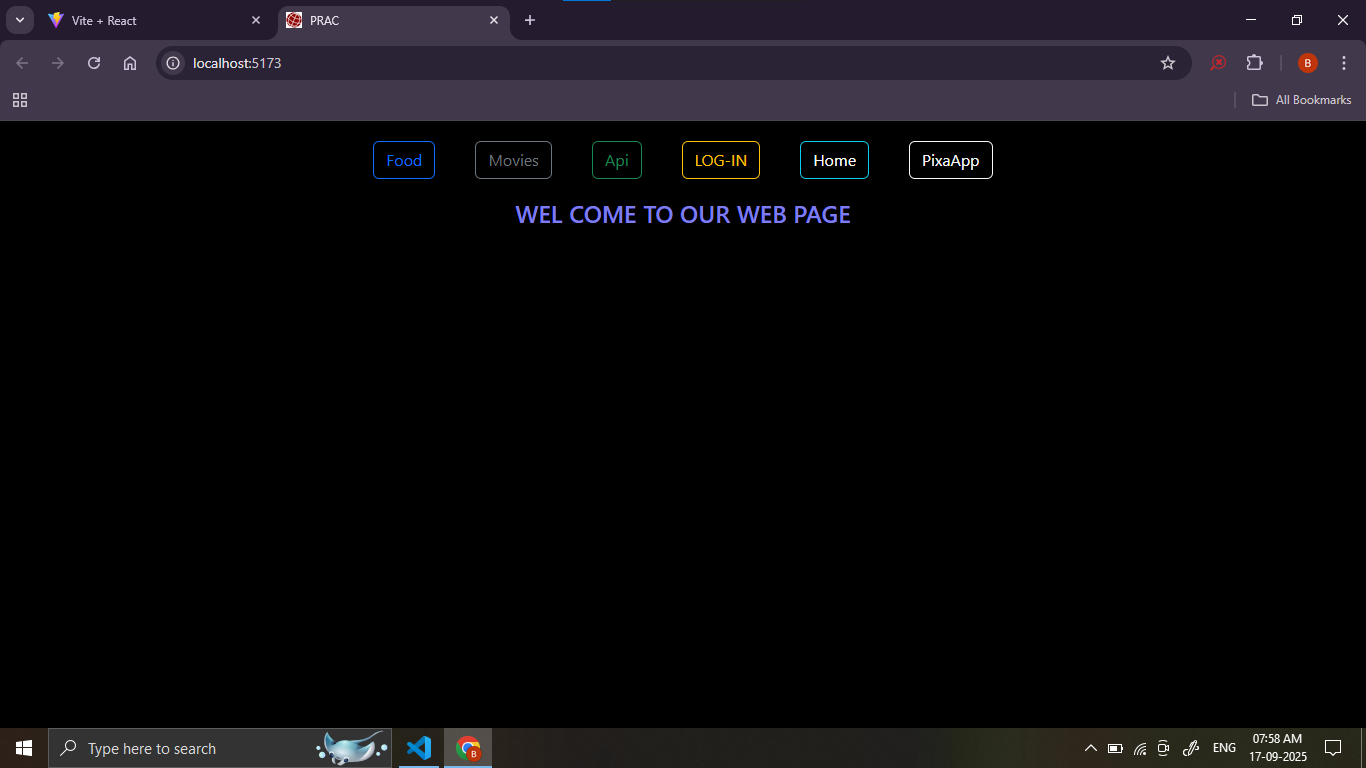 Vite + React
PRAC
localhost:5173
B
All Bookmarks
Food
Movies
Api
LOG-IN
Home
PixaApp
WEL COME TO OUR WEB PAGE
Type here to search
B
ENG
07:58 AM
17-09-2025